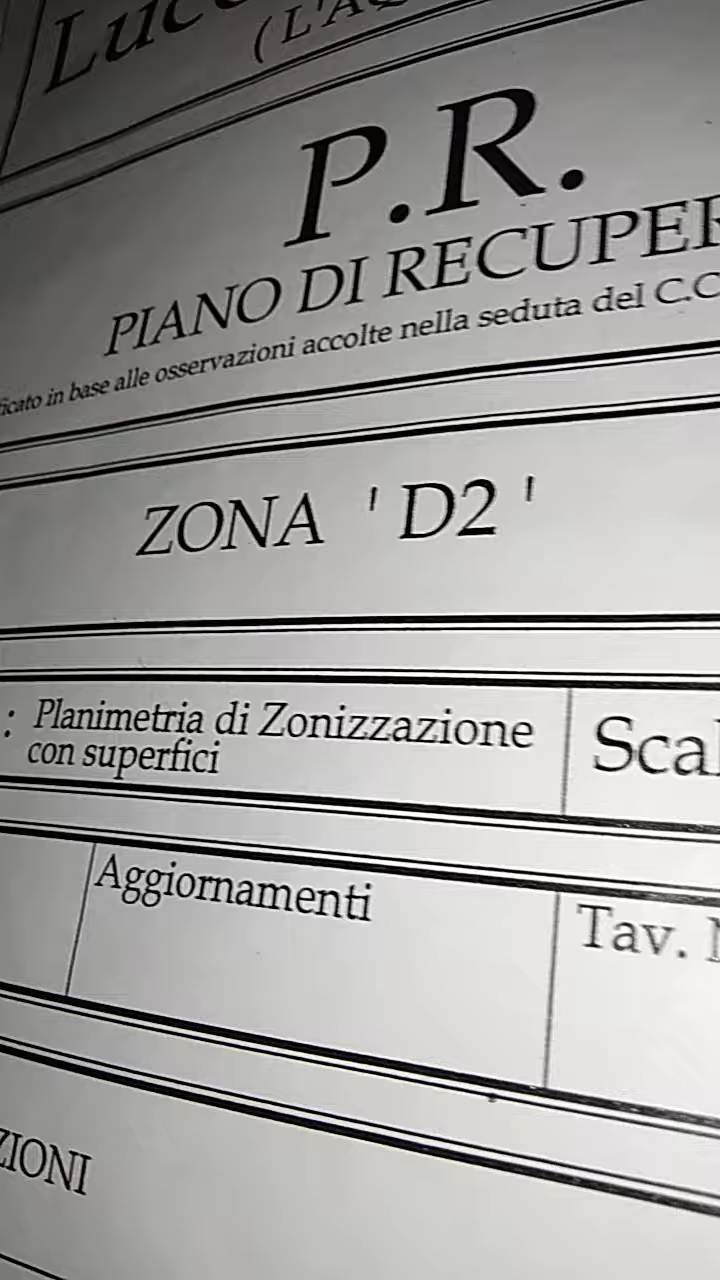 Luc
(L'A
P.R.
PIANO DI RECUPER
ficato in base alle osservazioni accolte nella seduta del C.C
ZONA ' D2 '
: Planimetria di Zonizzazione
con superfici
Scal
Aggiornamenti
Tav. N
ZIONI